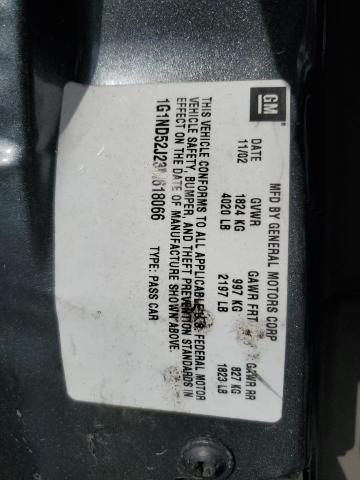 GM
MFD BY GENERAL MOTORS CORP
DATE GVWR GAWR FRT GAWR RR
11/02 1824 KG 997 KG 827 KG
4020 LB 2197 LB 1823 LB
THIS VEHICLE CONFORMS TO ALL APPLICABLE U.S. FEDERAL MOTOR
VEHICLE SAFETY, BUMPER, AND THEFT PREVENTION STANDARDS IN
EFFECT ON THE DATE OF MANUFACTURE SHOWN ABOVE.
TYPE: PASS CAR